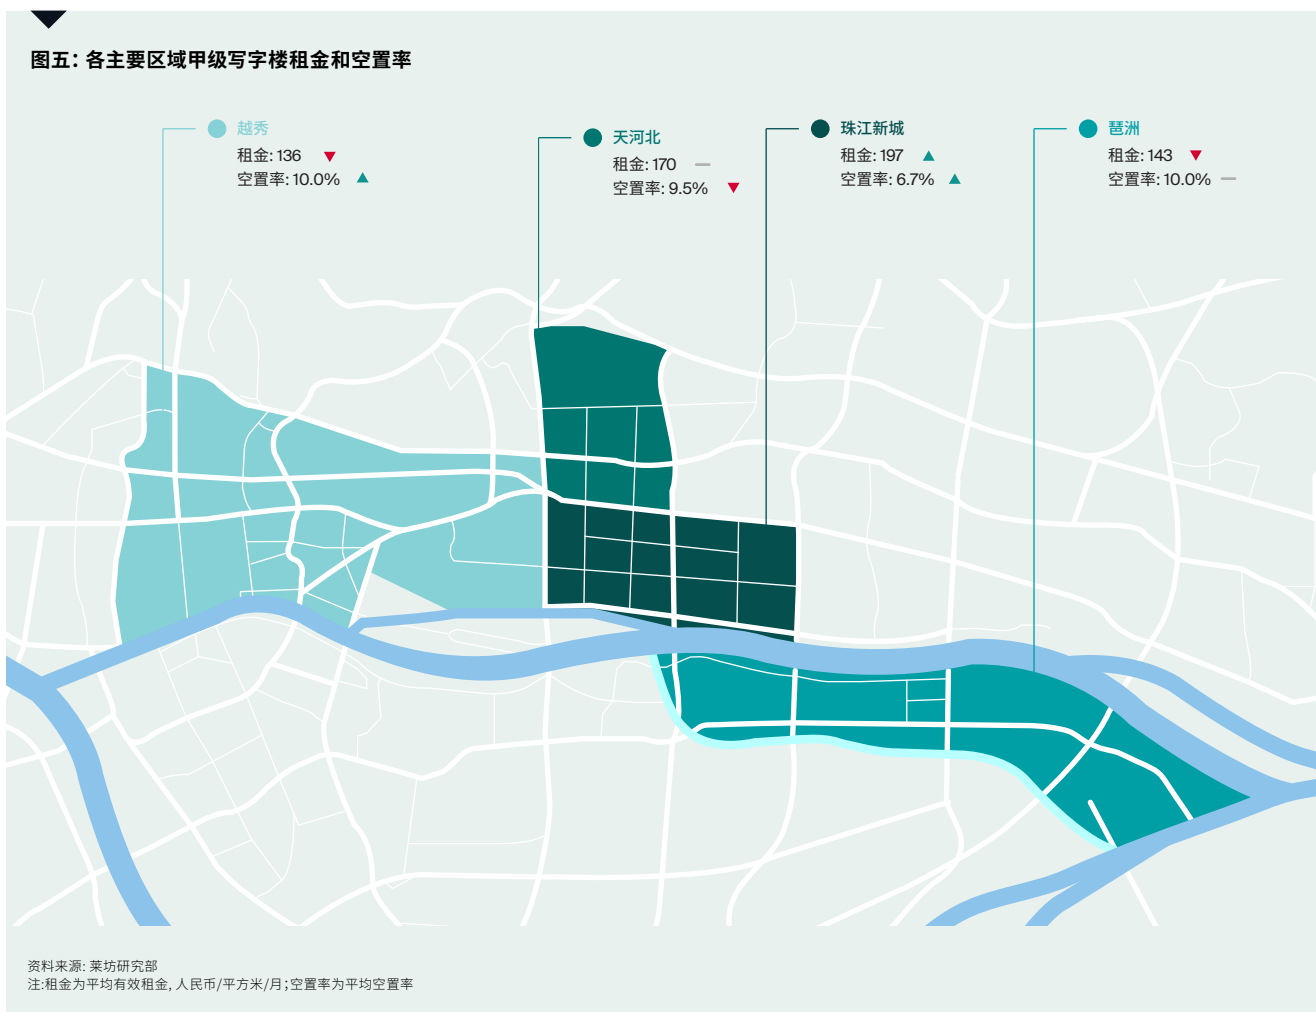 图五：各主要区域甲级写字楼租金和空置率
越秀
租金: 136
空置率: 10.0%
天河北
租金: 170
空置率: 9.5%
珠江新城
租金: 197
空置率: 6.7%
琶洲
租金: 143
空置率: 10.0%
资料来源: 莱坊研究部
注:租金为平均有效租金, 人民币/平方米/月；空置率为平均空置率